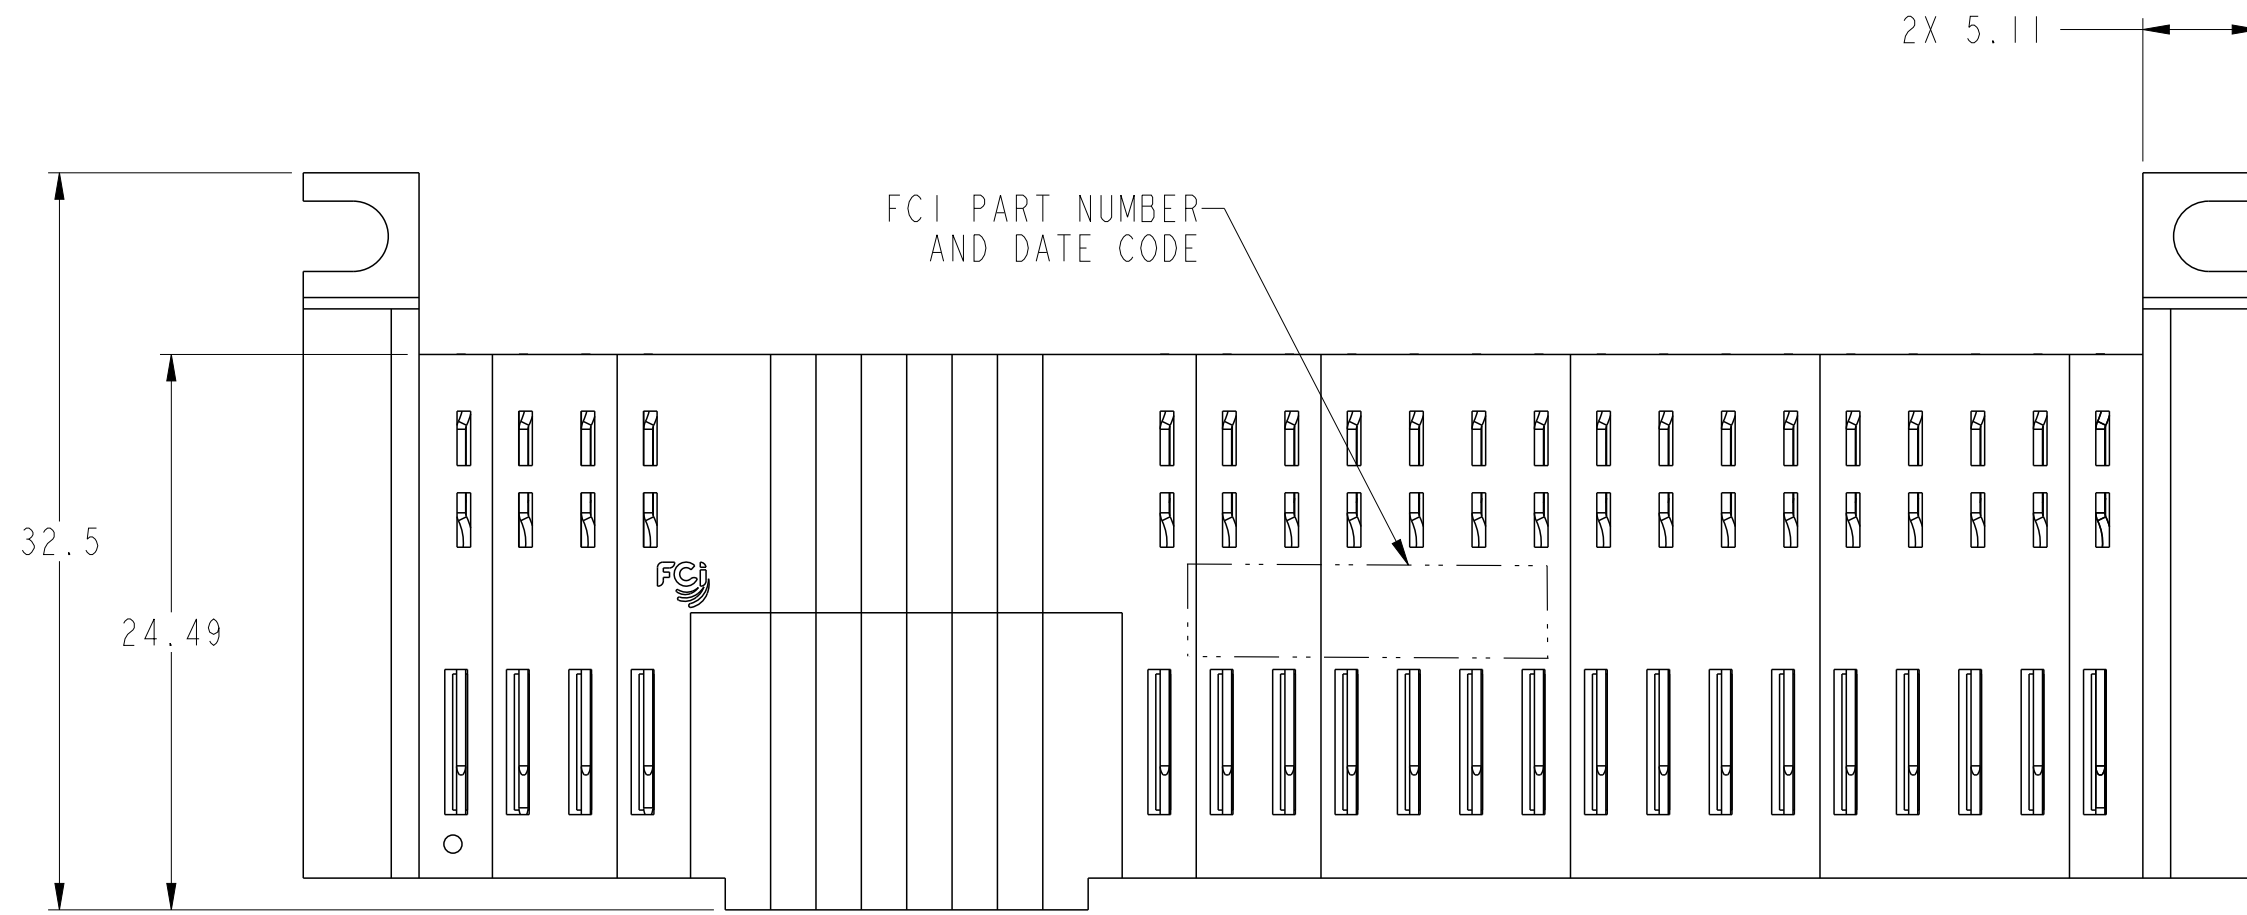 2X 5.11
FCI PART NUMBER
AND DATE CODE
32.5
24.49
FCi